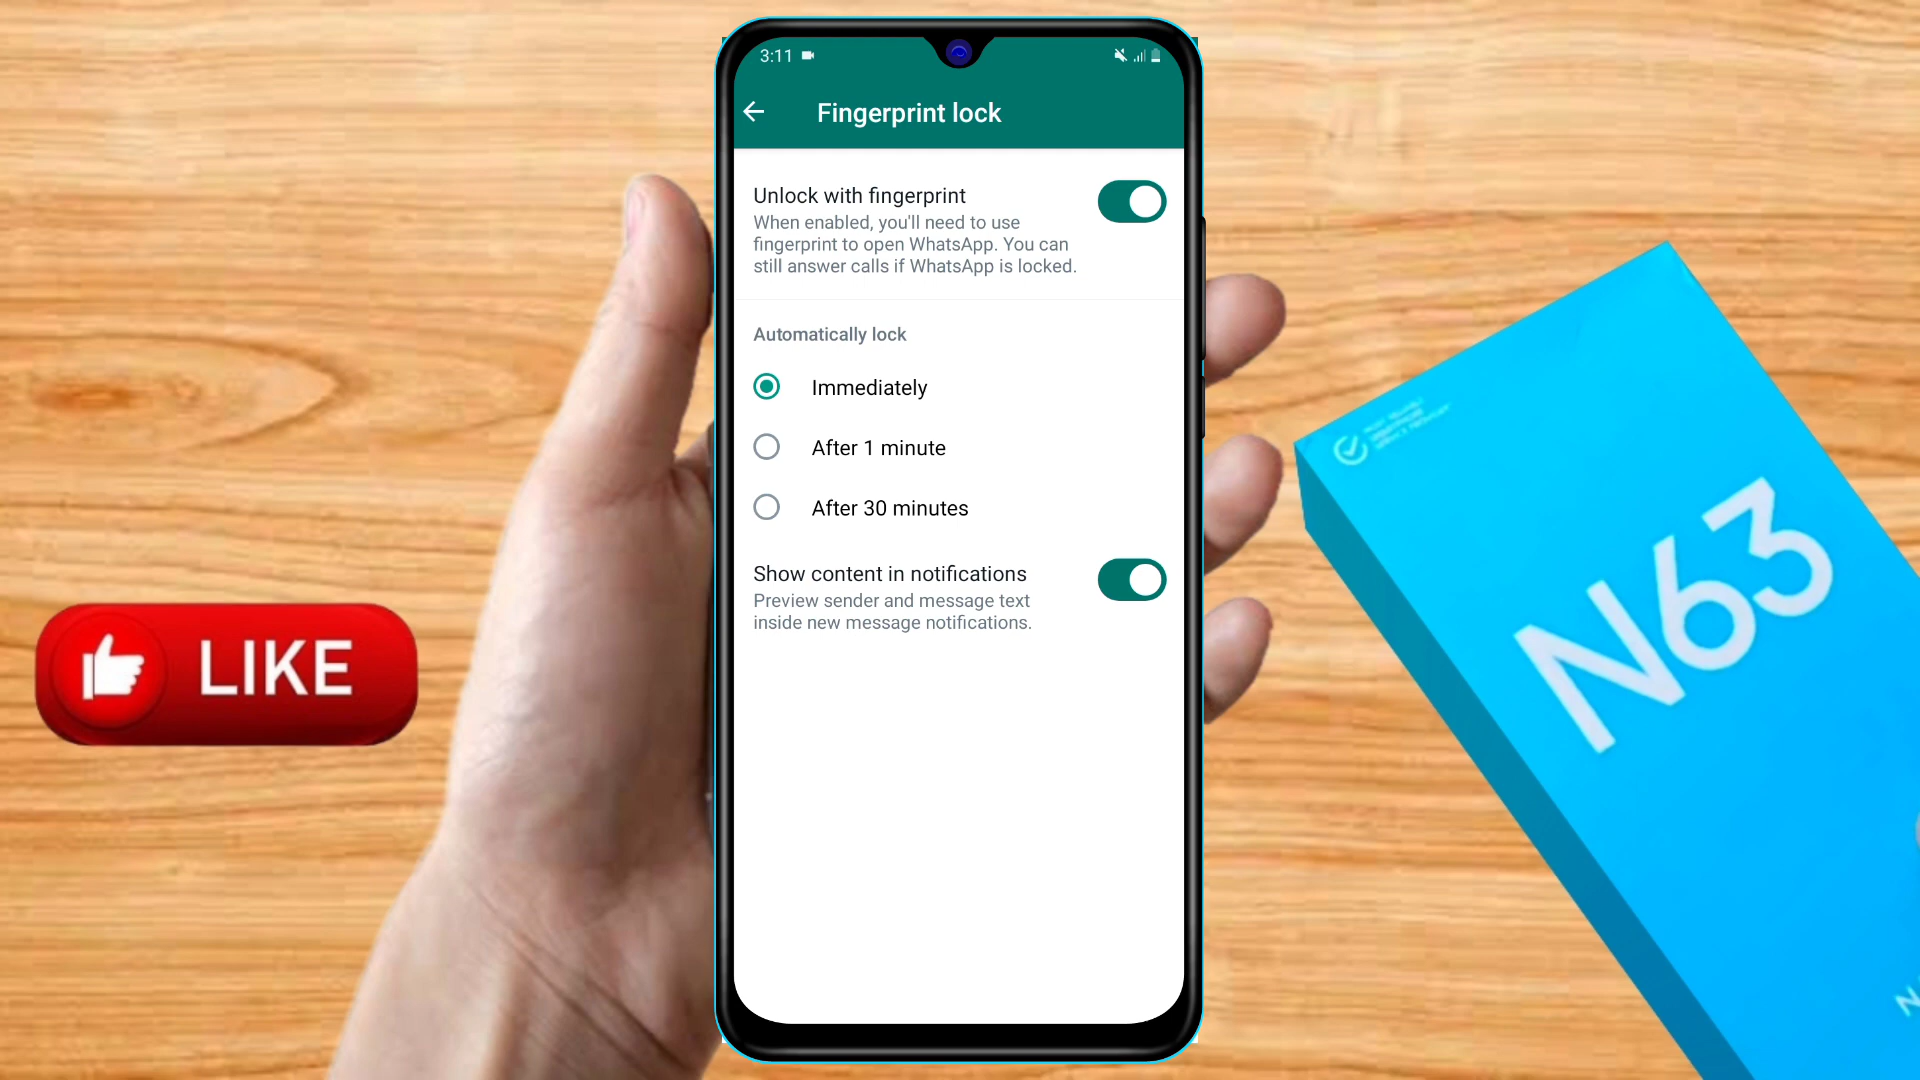 3:11
Fingerprint lock
Unlock with fingerprint
When enabled, you'll need to use
fingerprint to open WhatsApp. You can
still answer calls if WhatsApp is locked.
Automatically lock
Immediately
After 1 minute
After 30 minutes
Show content in notifications
Preview sender and message text
inside new message notifications.
LIKE
N63